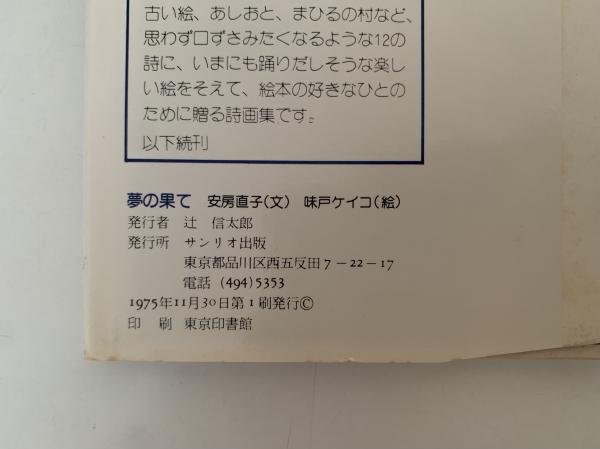 古い絵、あしおと、まひるの村など、
思わず口ずさみたくなるような12の
詩に、いまにも踊りだしそうな楽し
い絵をそえて、絵本の好きなひとの
ために贈る詩画集です。
以下続刊
夢の果て 安房直子(文) 味戸ケイコ(絵)
発行者 辻 信太郎
発行所 サンリオ出版
東京都品川区西五反田7-22-17
電話 (494)5353
1975年11月30日第1刷発行©
印 刷 東京印書館